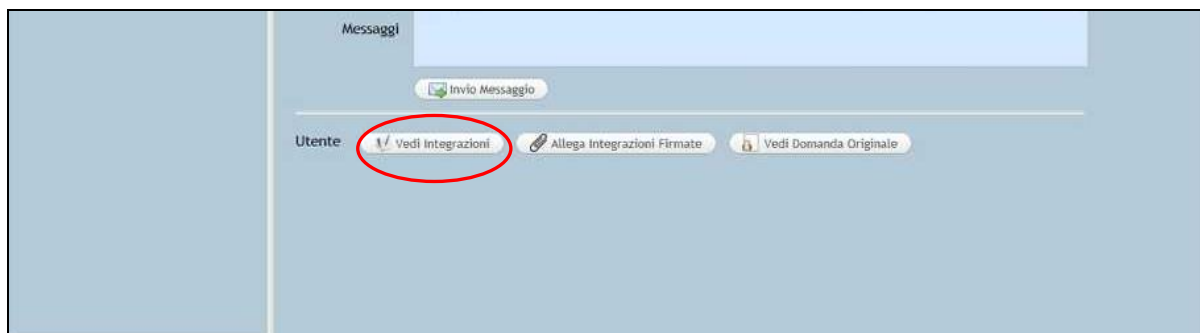 Messaggi
Invio Messaggio
Utente Vedi Integrazioni Allega Integrazioni Firmate Vedi Domanda Originale